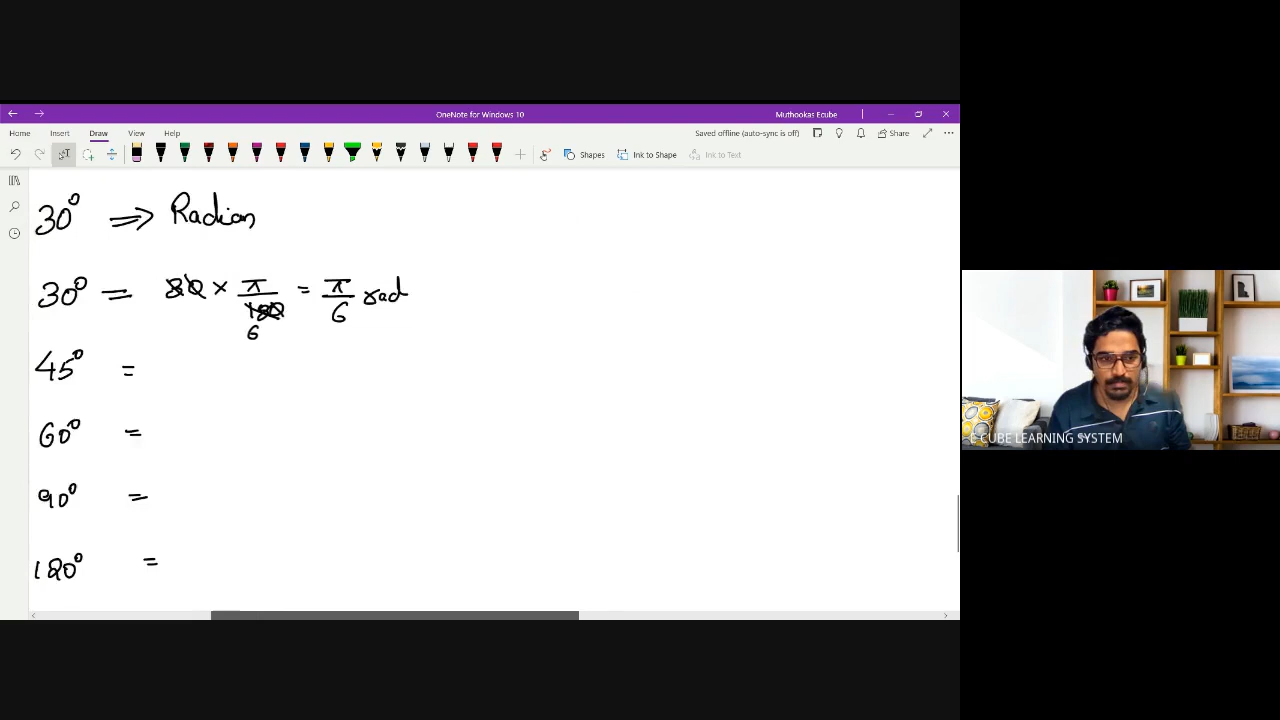 OneNote for Windows 10
Muthookas Ecube
Home Insert Draw View Help
Saved offline (auto-sync is off)
Share
Shapes
Ink to Shape
Ink to Text
30° ⇒ Radian
30° = 30 × π/180 = π/6 rad
6
45° =
60° =
90° =
180° =
E CUBE LEARNING SYSTEM